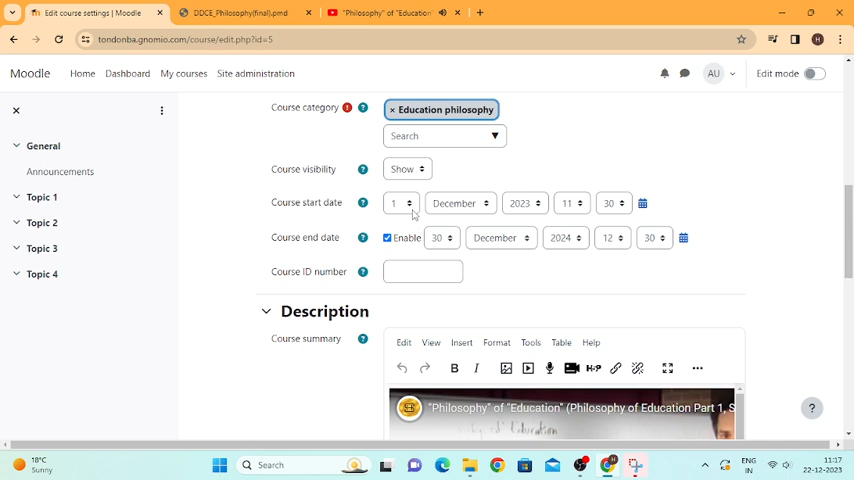 Edit course settings | Moodle
DDCE_Philosophy(final).pmd
"Philosophy" of "Education"
tondonba.gnomio.com/course/edit.php?id=5
H
Moodle
Home
Dashboard
My courses
Site administration
AU
Edit mode
General
Announcements
Topic 1
Topic 2
Topic 3
Topic 4
Course category
× Education philosophy
Search
Course visibility
Show
Course start date
1 December 2023 11 30
Course end date
Enable 30 December 2024 12 30
Course ID number
Description
Course summary
Edit View Insert Format Tools Table Help
B I H-P
"Philosophy" of "Education" (Philosophy of Education Part 1, S
18°C
Sunny
Search
ENG
IN
11:17
22-12-2023